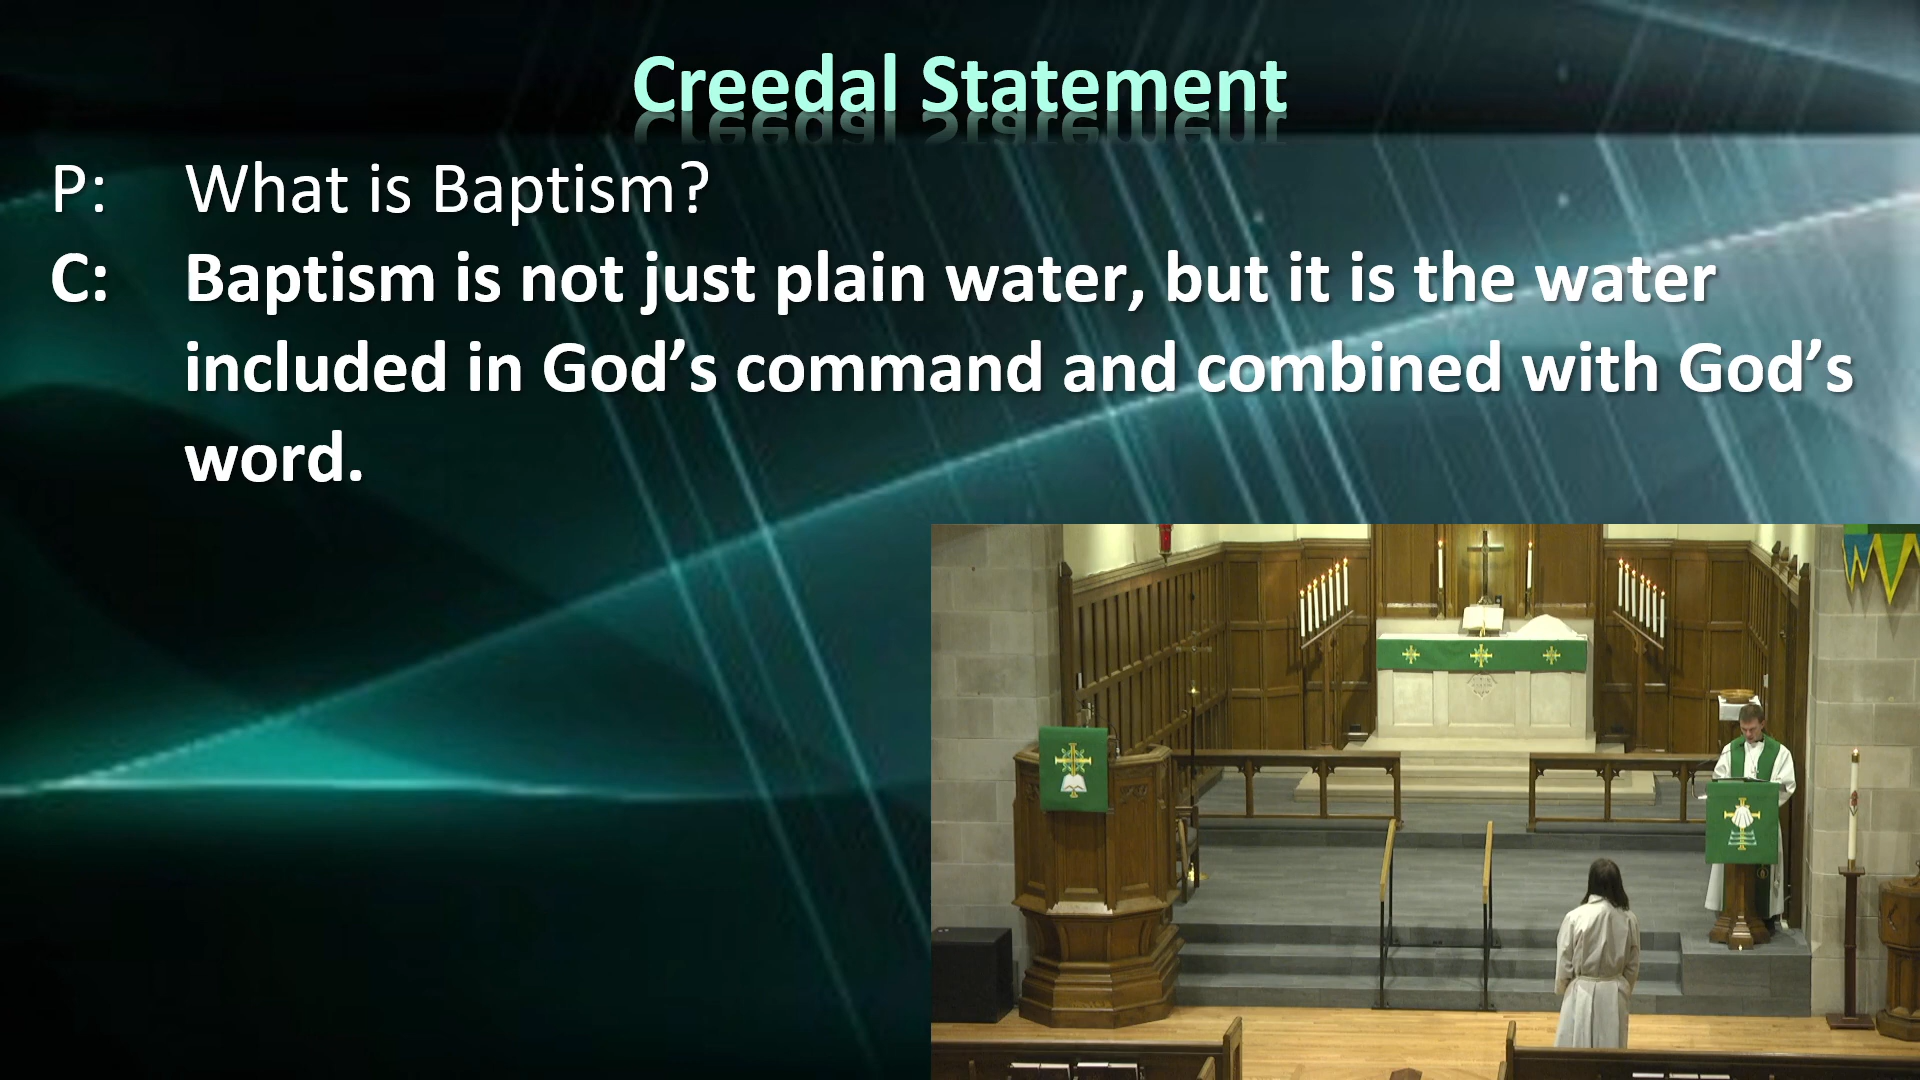 Creedal Statement
P: What is Baptism?
C: Baptism is not just plain water, but it is the water
included in God’s command and combined with God’s
word.